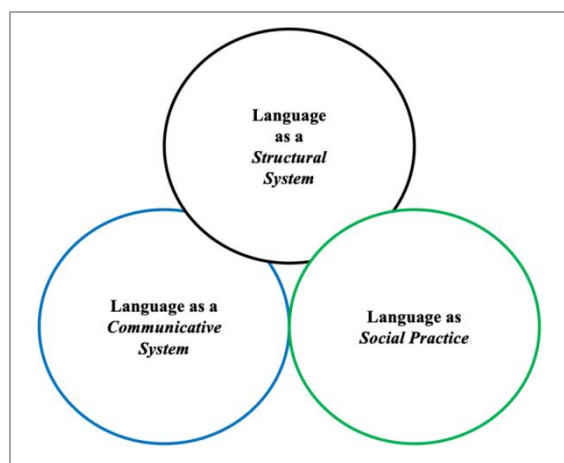 Language
as a
Structural
System
Language as a
Communicative
System
Language as
Social Practice